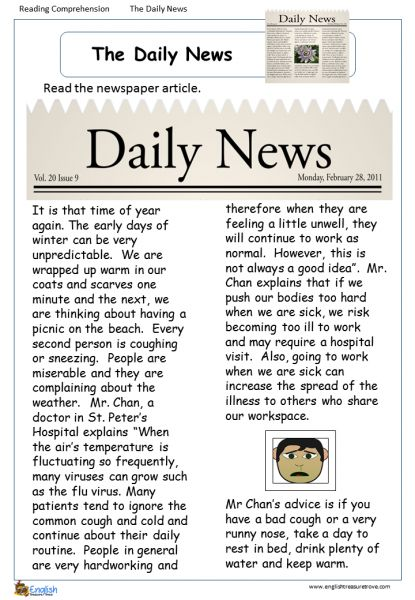 Reading Comprehension The Daily News
The Daily News
Daily News
Read the newspaper article.
Daily News
Vol. 20 Issue 9
Monday, February 28, 2011
It is that time of year
again. The early days of
winter can be very
unpredictable. We are
wrapped up warm in our
coats and scarves one
minute and the next, we
are thinking about having a
picnic on the beach. Every
second person is coughing
or sneezing. People are
miserable and they are
complaining about the
weather. Mr. Chan, a
doctor in St. Peter's
Hospital explains "When
the air's temperature is
fluctuating so frequently,
many viruses can grow such
as the flu virus. Many
patients tend to ignore the
common cough and cold and
continue about their daily
routine. People in general
are very hardworking and
therefore when they are
feeling a little unwell, they
will continue to work as
normal. However, this is
not always a good idea". Mr.
Chan explains that if we
push our bodies too hard
when we are sick, we risk
becoming too ill to work
and may require a hospital
visit. Also, going to work
when we are sick can
increase the spread of the
illness to others who share
our workspace.
Mr Chan's advice is if you
have a bad cough or a very
runny nose, take a day to
rest in bed, drink plenty of
water and keep warm.
English
Treasure Trove
www.englishtreasuretrove.com